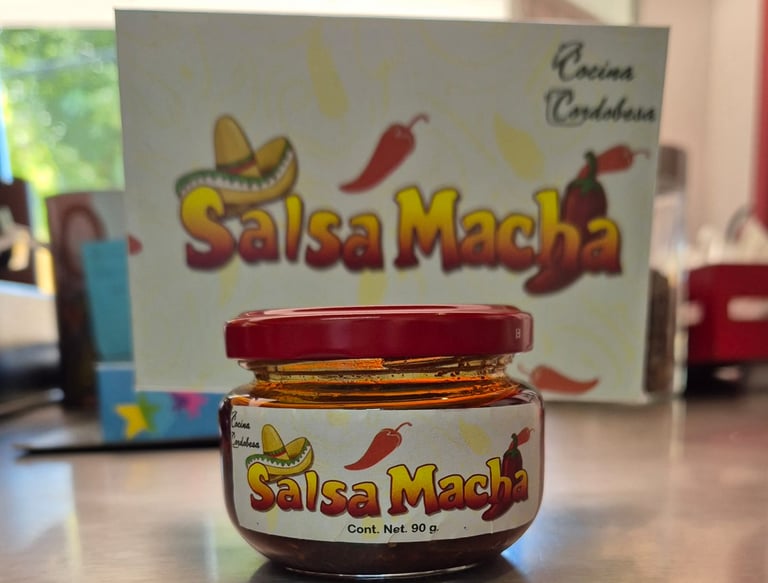 Cocina
Cordobesa
Salsa Macha
Cocina
Cordobesa
Salsa Macha
Cont. Net. 90 g.